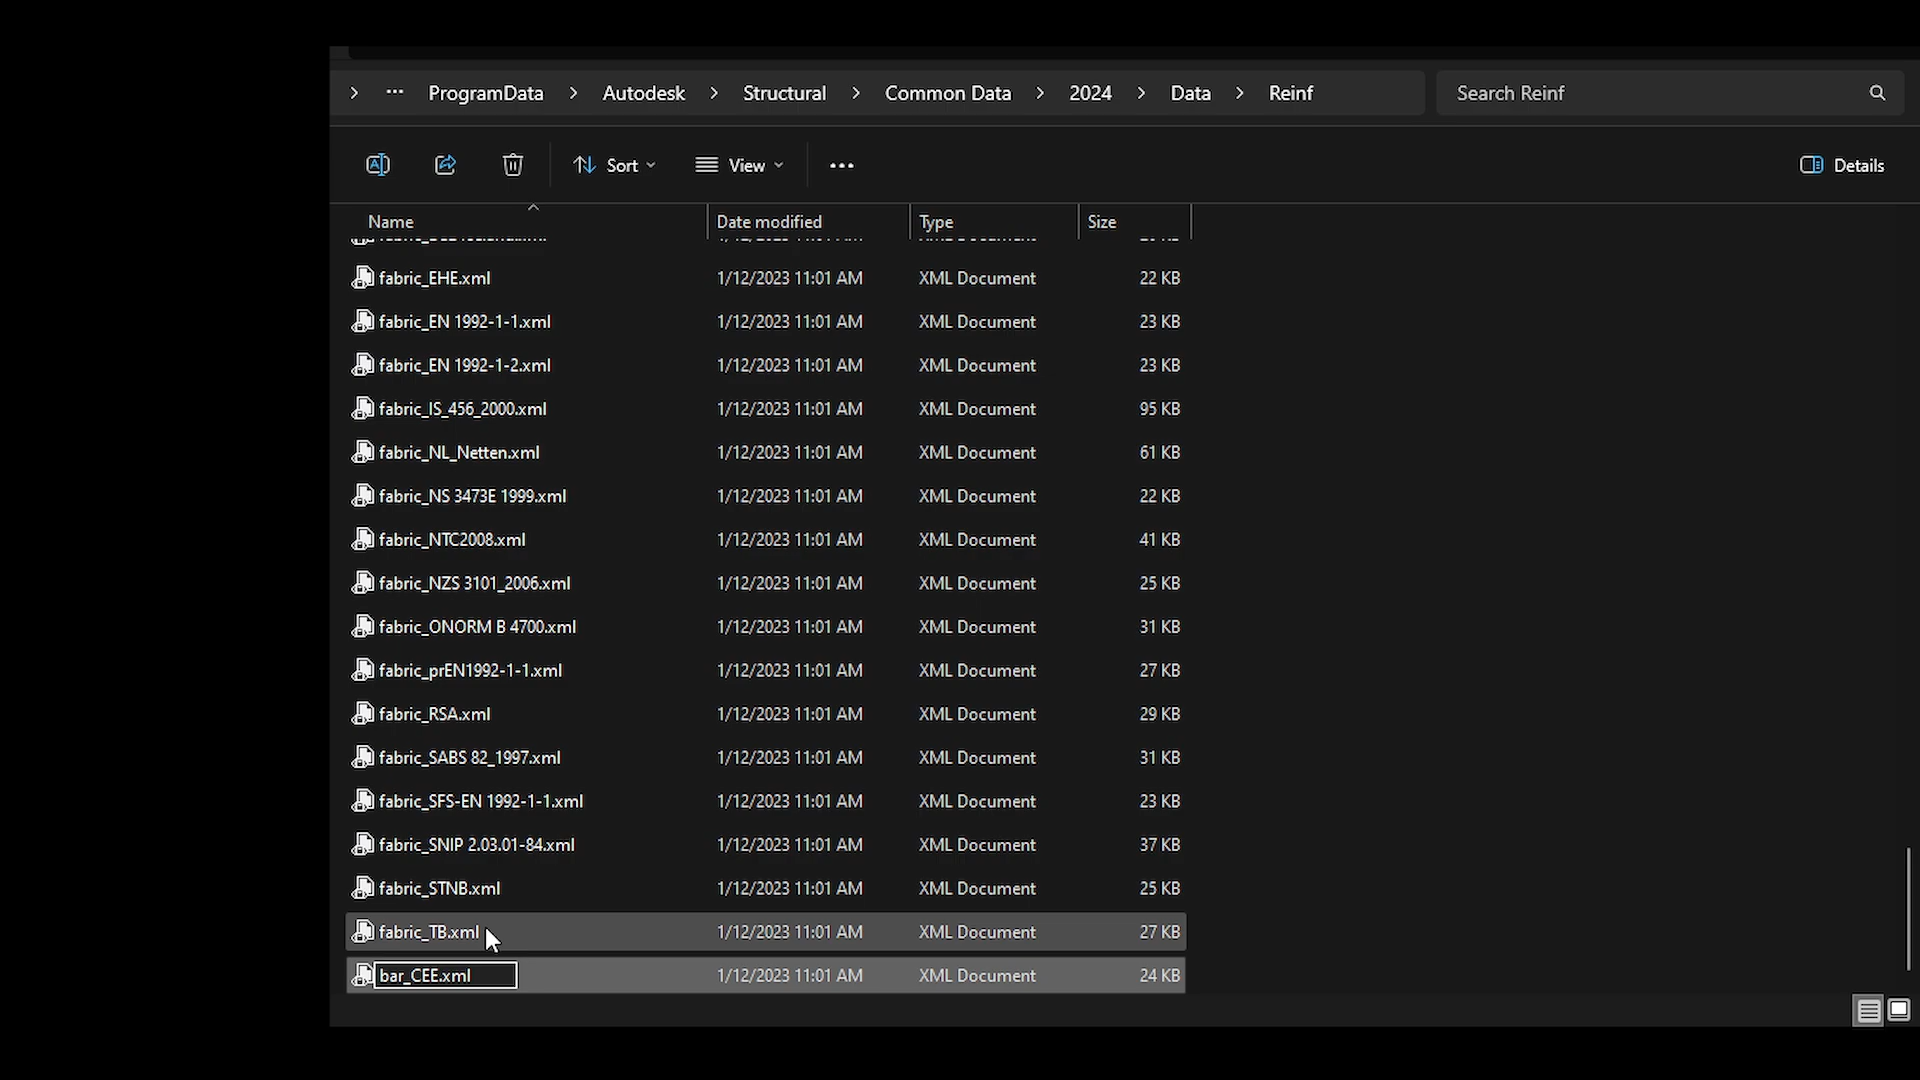 ProgramData Autodesk Structural Common Data 2024 Data Reinf Search Reinf
Sort View Details
Name Date modified Type Size
fabric_EHE.xml 1/12/2023 11:01 AM XML Document 22 KB
fabric_EN 1992-1-1.xml 1/12/2023 11:01 AM XML Document 23 KB
fabric_EN 1992-1-2.xml 1/12/2023 11:01 AM XML Document 23 KB
fabric_IS_456_2000.xml 1/12/2023 11:01 AM XML Document 95 KB
fabric_NL_Netten.xml 1/12/2023 11:01 AM XML Document 61 KB
fabric_NS 3473E 1999.xml 1/12/2023 11:01 AM XML Document 22 KB
fabric_NTC2008.xml 1/12/2023 11:01 AM XML Document 41 KB
fabric_NZS 3101_2006.xml 1/12/2023 11:01 AM XML Document 25 KB
fabric_ONORM B 4700.xml 1/12/2023 11:01 AM XML Document 31 KB
fabric_prEN1992-1-1.xml 1/12/2023 11:01 AM XML Document 27 KB
fabric_RSA.xml 1/12/2023 11:01 AM XML Document 29 KB
fabric_SABS 82_1997.xml 1/12/2023 11:01 AM XML Document 31 KB
fabric_SFS-EN 1992-1-1.xml 1/12/2023 11:01 AM XML Document 23 KB
fabric_SNIP 2.03.01-84.xml 1/12/2023 11:01 AM XML Document 37 KB
fabric_STNB.xml 1/12/2023 11:01 AM XML Document 25 KB
fabric_TB.xml 1/12/2023 11:01 AM XML Document 27 KB
bar_CEE.xml 1/12/2023 11:01 AM XML Document 24 KB